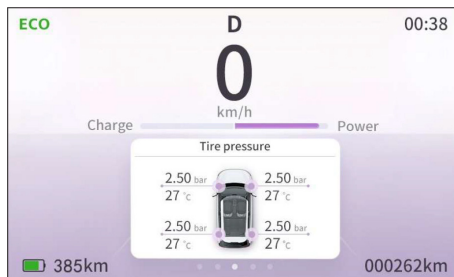 ECO D 00:38
0
km/h
Charge Power
Tire pressure
2.50 bar 2.50 bar
27 °c 27 °c
2.50 bar 2.50 bar
27 °c 27 °c
385km 000262km